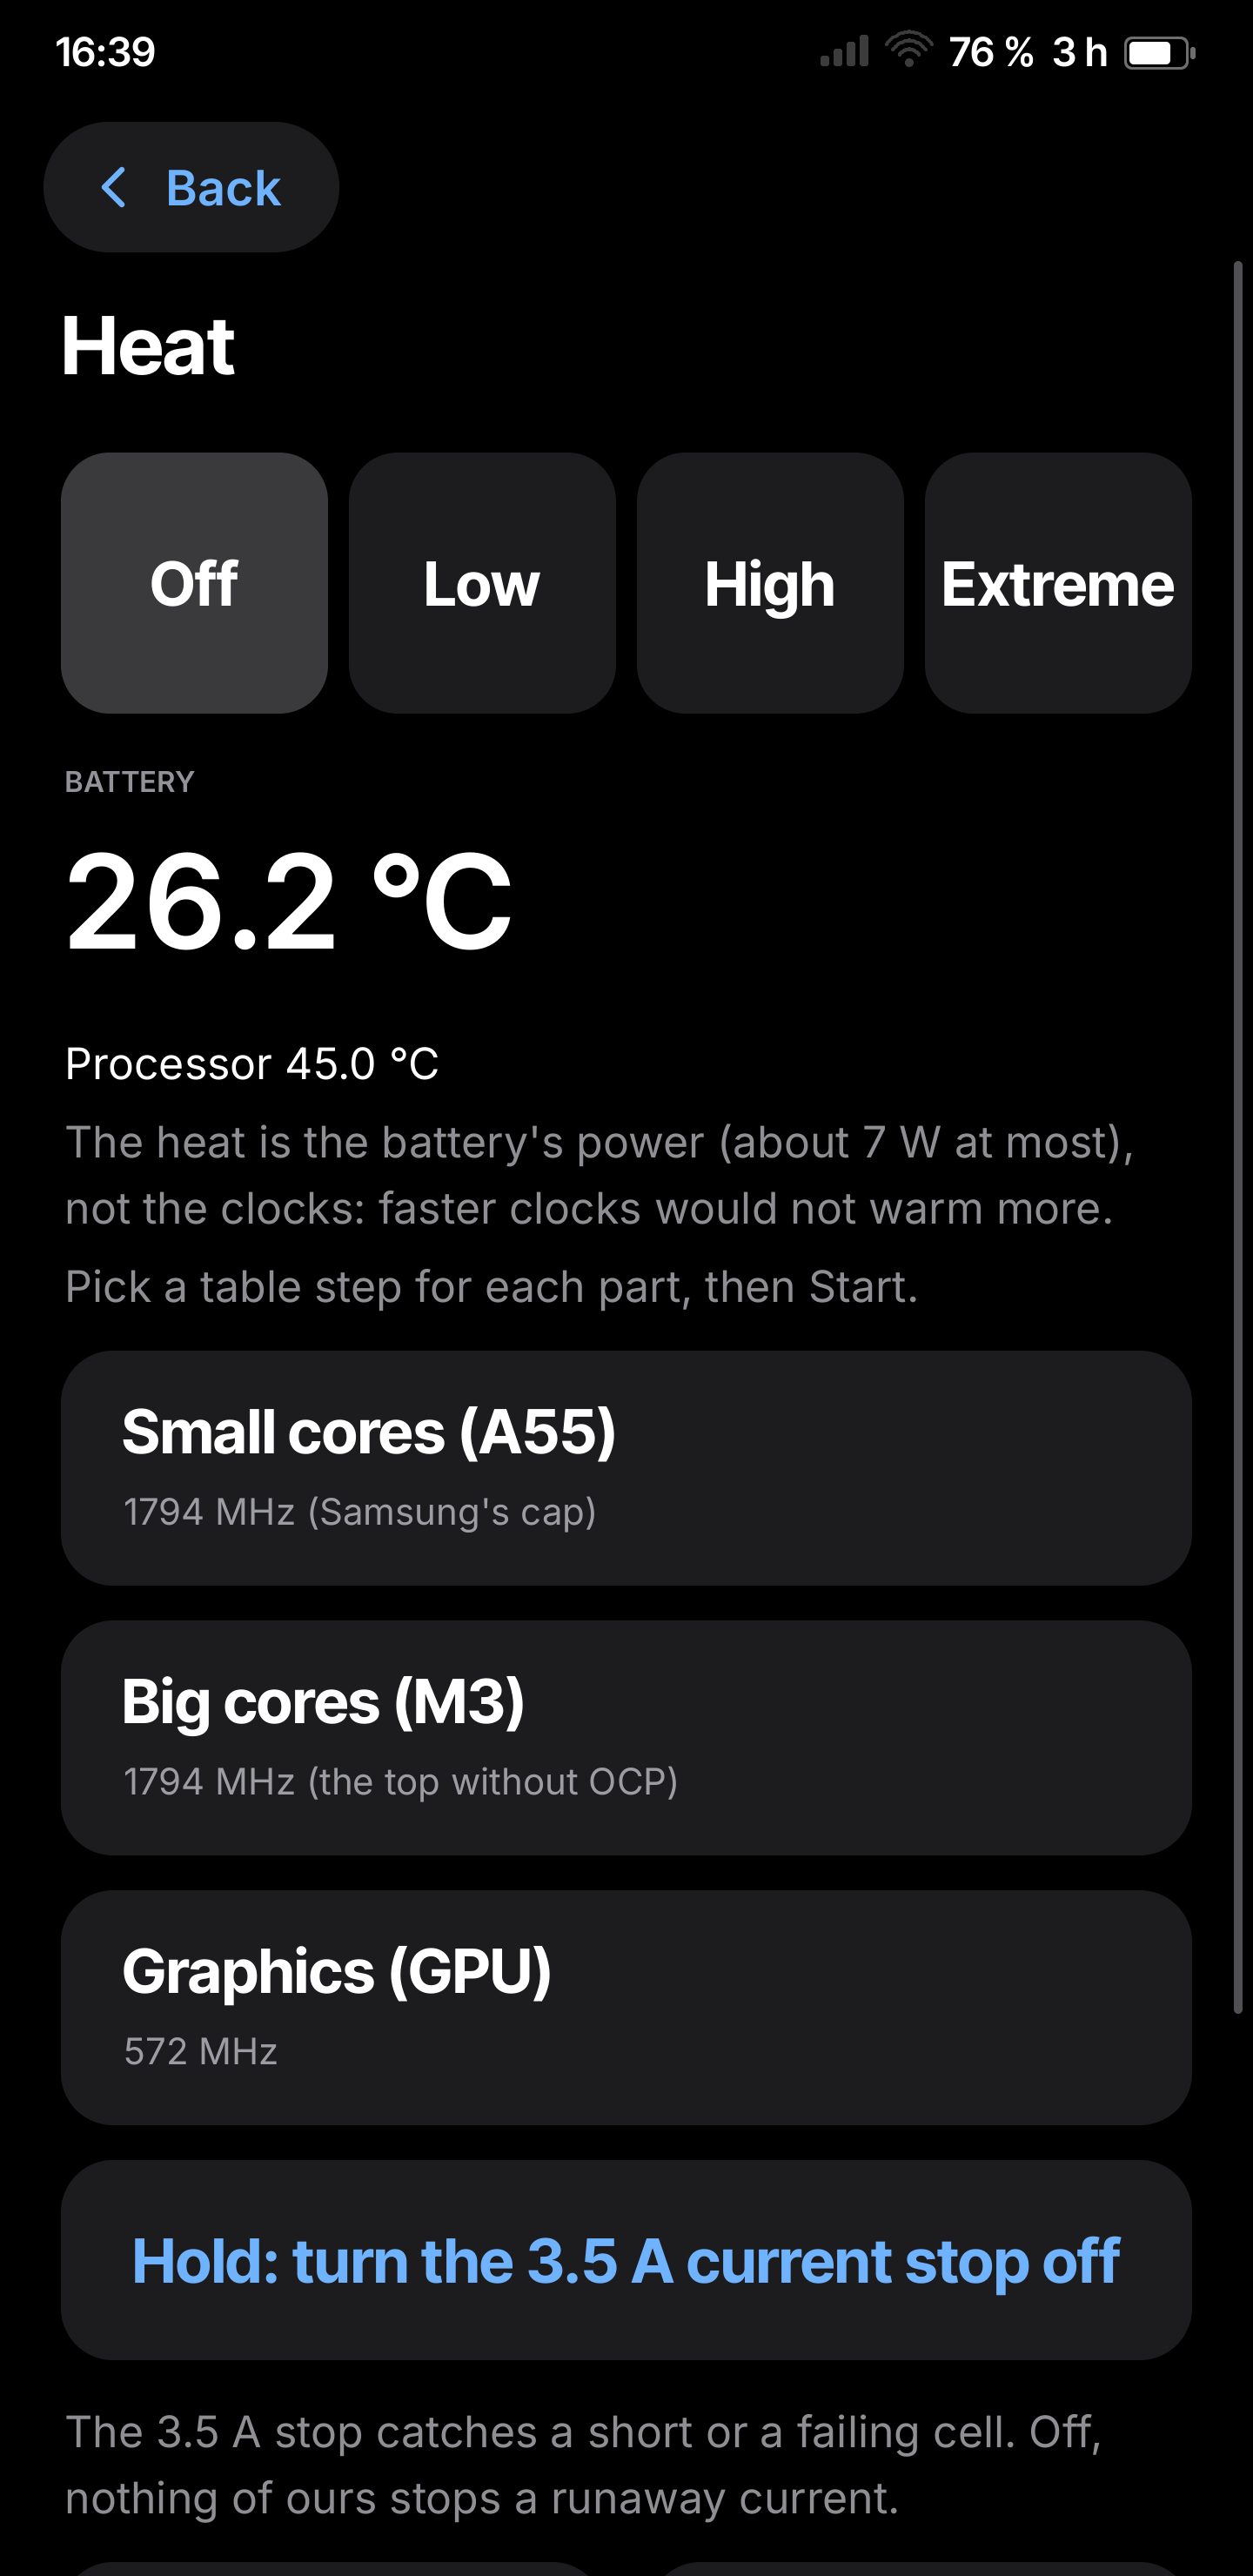 16:39
76 % 3 h
Back
Heat
Off
Low
High
Extreme
BATTERY
26.2 °C
Processor 45.0 °C
The heat is the battery's power (about 7 W at most),
not the clocks: faster clocks would not warm more.
Pick a table step for each part, then Start.
Small cores (A55)
1794 MHz (Samsung's cap)
Big cores (M3)
1794 MHz (the top without OCP)
Graphics (GPU)
572 MHz
Hold: turn the 3.5 A current stop off
The 3.5 A stop catches a short or a failing cell. Off,
nothing of ours stops a runaway current.